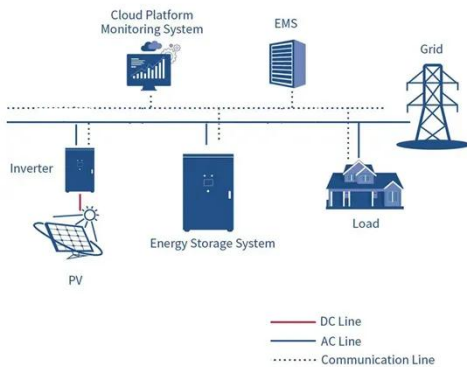 Cloud Platform
Monitoring System
EMS
Grid
Inverter
Energy Storage System
Load
PV
DC Line
AC Line
Communication Line